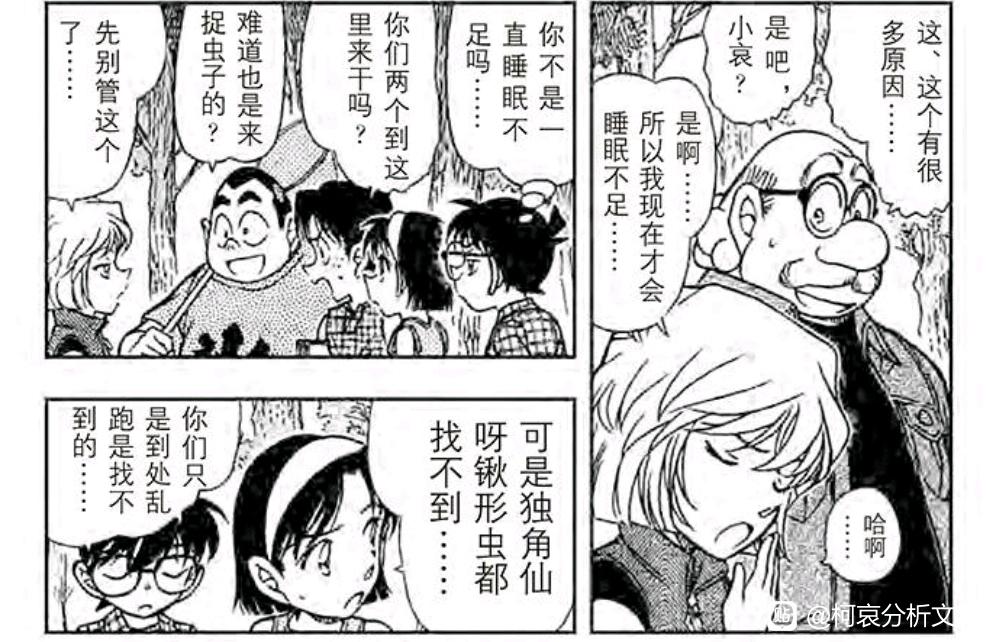 这、这个有很
多原因……
是吧，
小哀？
是啊……
所以我现在才会
睡眠不足……
哈啊
……
你不是一
直睡眠不
足吗……
你们两个到这
里来干吗？
难道也是来
捉虫子的？
先别管这个
了……
可是独角仙
呀锹形虫都
找不到……
你们只
是到处乱
跑是找不
到的……
@柯哀分析文